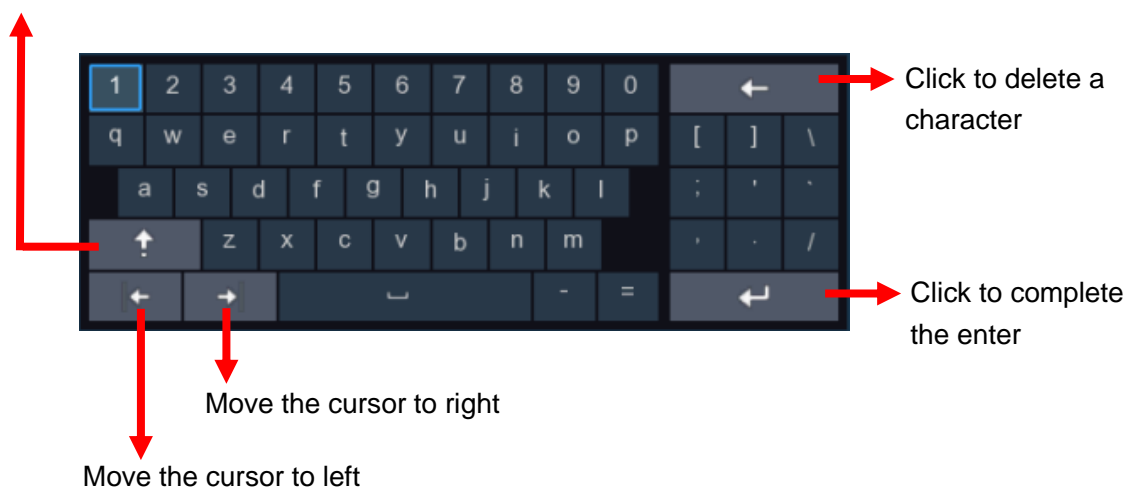 1 2 3 4 5 6 7 8 9 0
Click to delete a
character
q w e r t y u i o p [ ] \
a s d f g h j k l ; ' `
z x c v b n m , . /
- =
Click to complete
the enter
Move the cursor to right
Move the cursor to left